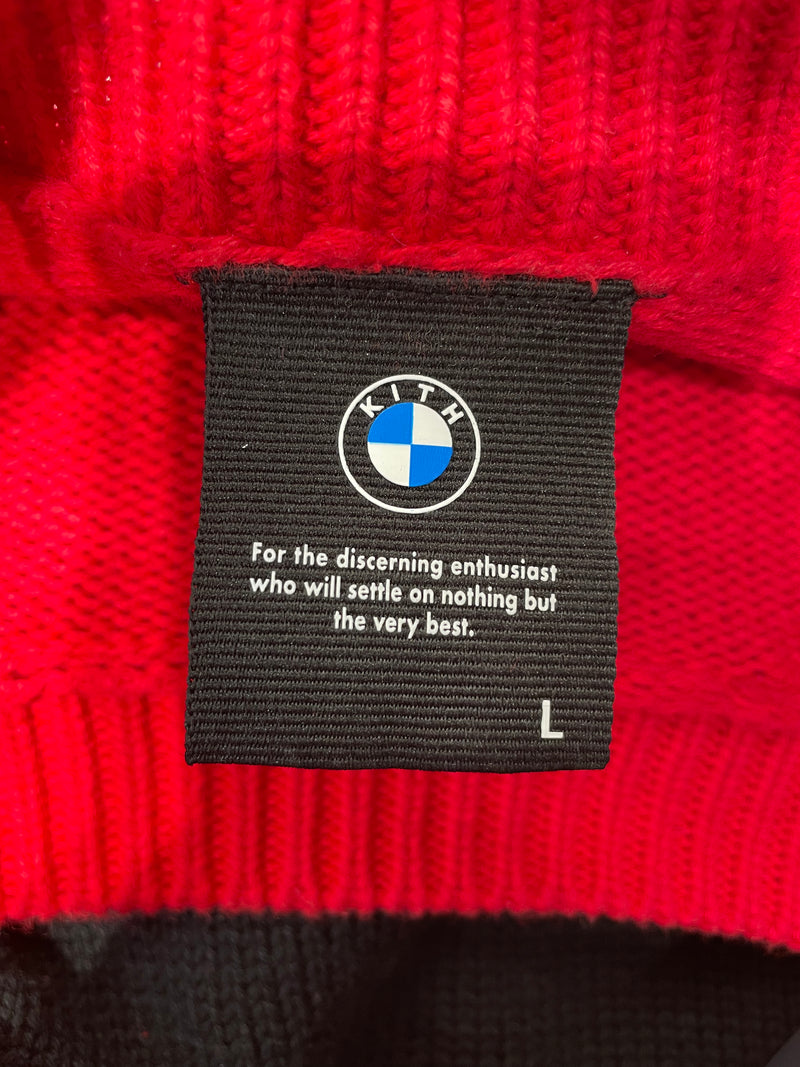 KITH
For the discerning enthusiast
who will settle on nothing but
the very best.
L